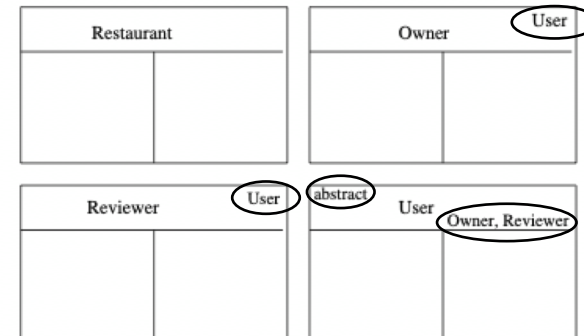 Restaurant
Owner
User
Reviewer
User
abstract
User
Owner, Reviewer